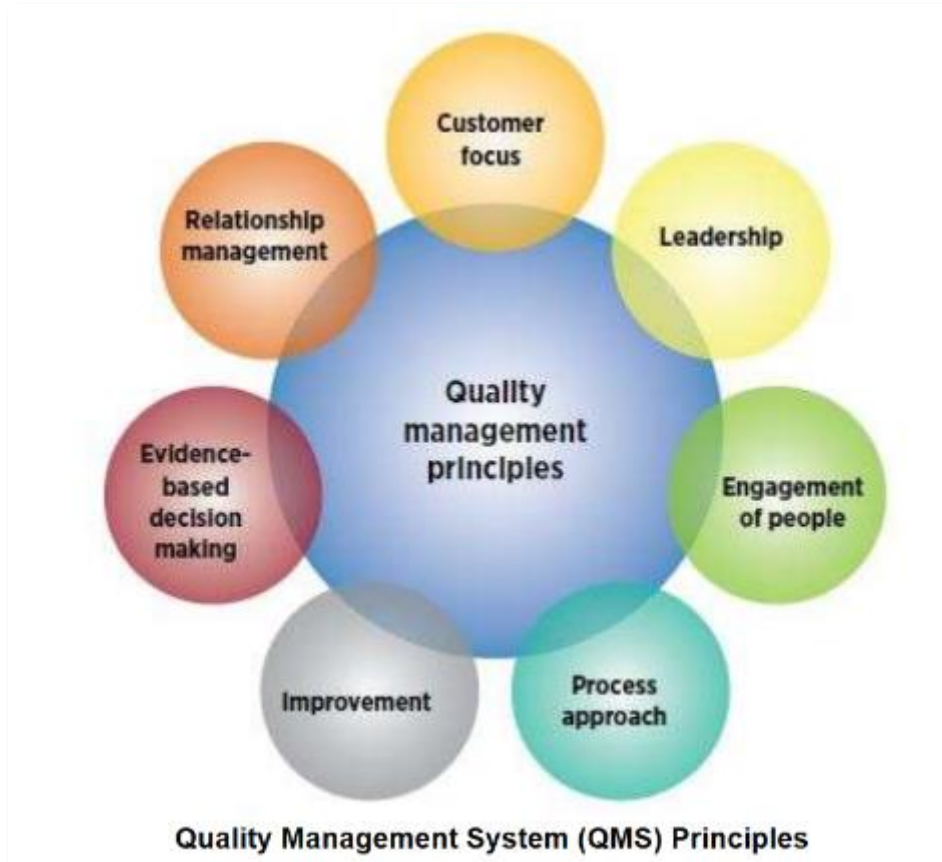 Customer
focus
Leadership
Engagement
of people
Process
approach
Improvement
Evidence-
based
decision
making
Relationship
management
Quality
management
principles
Quality Management System (QMS) Principles